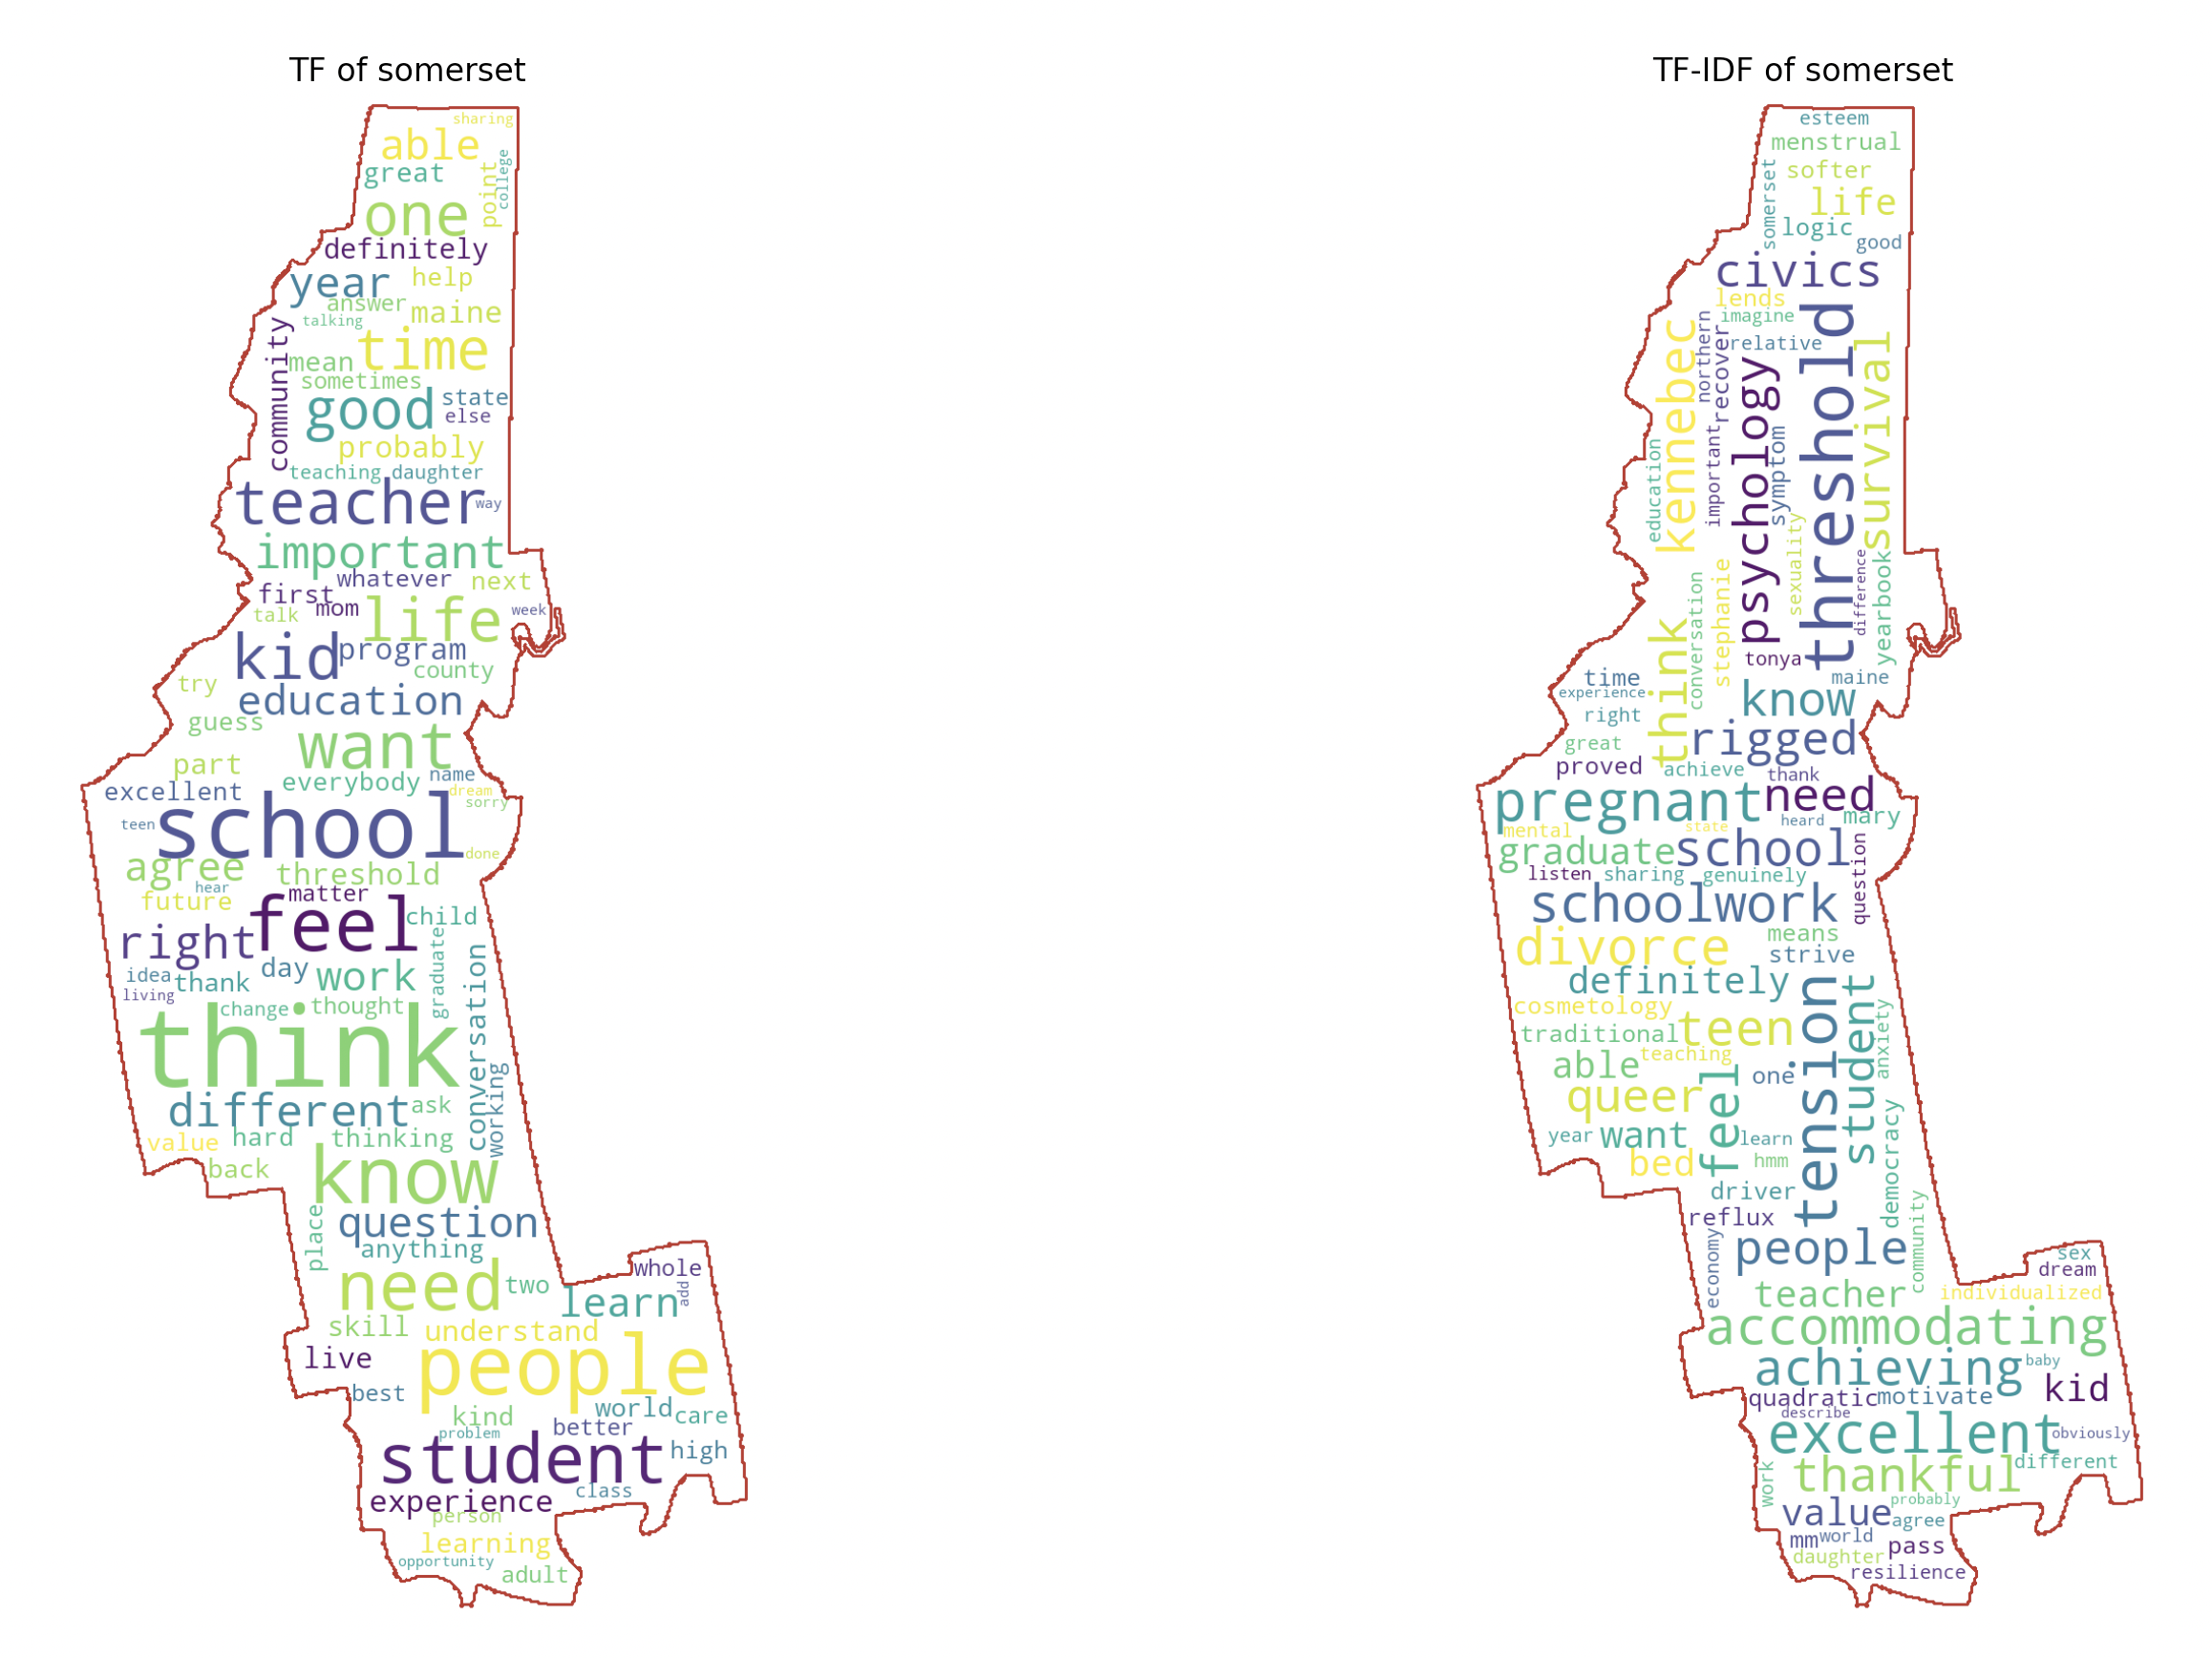 TF of somerset
sharing
able
great
college
point
one
definitely
year
help
answer
maine
talking
community
time
mean
sometimes
good
state
else
probably
teaching daughter
teacher
way
important
whatever
next
first
mom
talk
life
week
kid
program
county
try
education
guess
want
part
everybody
name
excellent
dream
sorry
teen
school
done
agree
threshold
hear
matter
future
feel
child
right
graduate
conversation
idea
thank
day
work
living
change
thought
think
working
different
ask
value
hard
thinking
back
know
place
question
anything
whole
need
two
learn
add
skill
understand
live
people
best
kind
world
care
problem
better
student
high
experience
class
person
learning
opportunity
adult
TF-IDF of somerset
esteem
menstrual
somerset
softer
life
logic
good
civics
lends
imagine
northern
relative
recover
kennebec
threshold
survival
psychology
education
important
symptom
sexuality
difference
yearbook
stephanie
conversation
think
tonya
time
maine
experience
know
right
rigged
great
proved
achieve
thank
pregnant
need
mental
state
heard
mary
graduate
school
question
listen
sharing
genuinely
schoolwork
means
divorce
strive
definitely
tension
student
cosmetology
anxiety
traditional
teen
teaching
able
feel
one
queer
year
want
learn
bed
hmm
democracy
driver
reflux
community
economy
people
sex
dream
teacher
individualized
accommodating
achieving
baby
quadratic
motivate
kid
describe
excellent
obviously
thankful
different
work
value
probably
agree
mm
world
pass
daughter
resilience